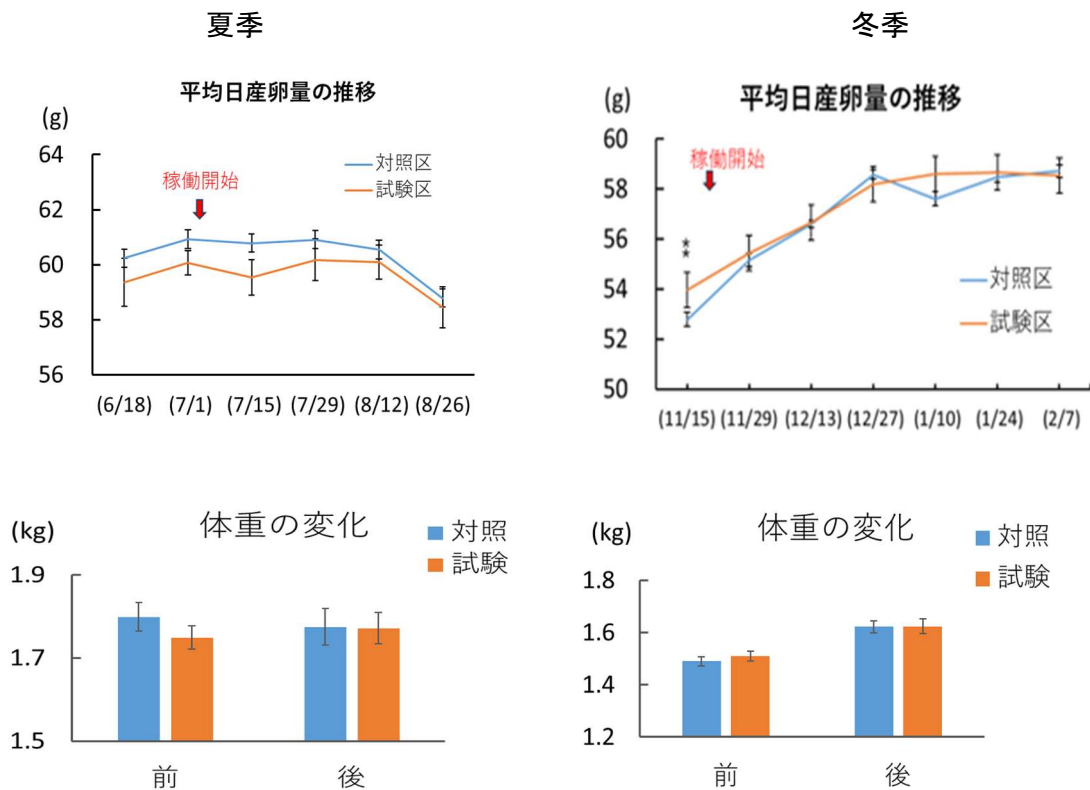 夏季
冬季
平均日産卵量の推移
(g)
対照区
試験区
稼働開始
64
62
60
58
56
(6/18) (7/1) (7/15) (7/29) (8/12) (8/26)
平均日産卵量の推移
(g)
稼働開始
60
58
56
54
52
50
**
対照区
試験区
(11/15) (11/29) (12/13) (12/27) (1/10) (1/24) (2/7)
体重の変化
(kg)
対照
試験
1.9
1.7
1.5
前 後
体重の変化
(kg)
対照
試験
1.8
1.6
1.4
1.2
前 後